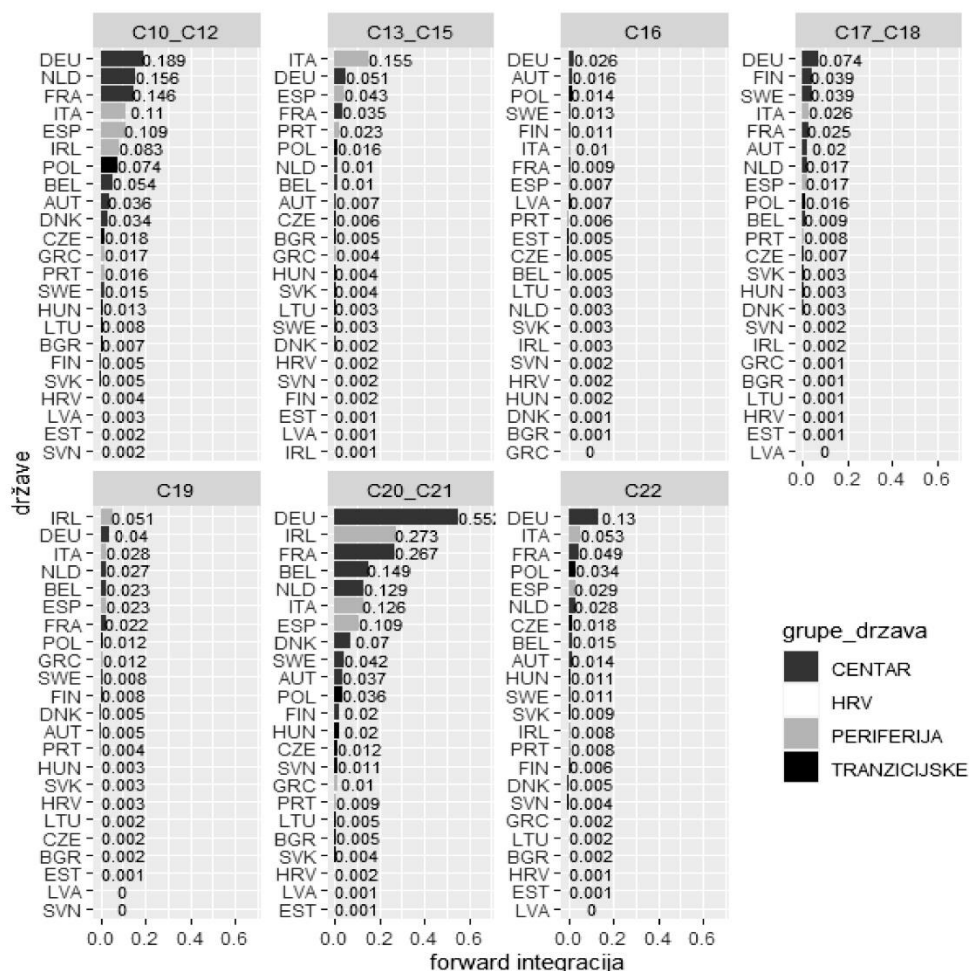 C10_C12
DEU 0.189
NLD 0.156
FRA 0.146
ITA 0.11
ESP 0.109
IRL 0.083
POL 0.074
BEL 0.054
AUT 0.036
DNK 0.034
CZE 0.018
GRC 0.017
PRT 0.016
SWE 0.015
HUN 0.013
LTU 0.008
BGR 0.007
FIN 0.005
SVK 0.005
HRV 0.004
LVA 0.003
EST 0.002
SVN 0.002
C13_C15
ITA 0.155
DEU 0.051
ESP 0.043
FRA 0.035
PRT 0.023
POL 0.016
NLD 0.01
BEL 0.01
AUT 0.007
CZE 0.006
BGR 0.005
GRC 0.004
HUN 0.004
SVK 0.004
LTU 0.003
SWE 0.003
DNK 0.002
HRV 0.002
SVN 0.002
FIN 0.002
EST 0.001
LVA 0.001
IRL 0.001
C16
DEU 0.026
AUT 0.016
POL 0.014
SWE 0.013
FIN 0.011
ITA 0.01
FRA 0.009
ESP 0.007
LVA 0.007
PRT 0.006
EST 0.005
CZE 0.005
BEL 0.005
LTU 0.003
NLD 0.003
SVK 0.003
IRL 0.003
SVN 0.002
HRV 0.002
HUN 0.002
DNK 0.001
BGR 0.001
GRC 0
C17_C18
DEU 0.074
FIN 0.039
SWE 0.039
ITA 0.026
FRA 0.025
AUT 0.02
NLD 0.017
ESP 0.017
POL 0.016
BEL 0.009
PRT 0.008
CZE 0.007
SVK 0.003
HUN 0.003
DNK 0.003
SVN 0.002
IRL 0.002
GRC 0.001
BGR 0.001
LTU 0.001
HRV 0.001
EST 0.001
LVA 0
0.0 0.2 0.4 0.6
države
C19
IRL 0.051
DEU 0.04
ITA 0.028
NLD 0.027
BEL 0.023
ESP 0.023
FRA 0.022
POL 0.012
GRC 0.012
SWE 0.008
FIN 0.008
DNK 0.005
AUT 0.005
PRT 0.004
HUN 0.003
SVK 0.003
HRV 0.003
LTU 0.002
CZE 0.002
BGR 0.002
EST 0.001
LVA 0
SVN 0
0.0 0.2 0.4 0.6
C20_C21
DEU 0.552
IRL 0.273
FRA 0.267
BEL 0.149
NLD 0.129
ITA 0.126
ESP 0.109
DNK 0.07
SWE 0.042
AUT 0.037
POL 0.036
FIN 0.02
HUN 0.02
CZE 0.012
SVN 0.011
GRC 0.01
PRT 0.009
LTU 0.005
BGR 0.005
SVK 0.004
HRV 0.002
LVA 0.001
EST 0.001
0.0 0.2 0.4 0.6
C22
DEU 0.13
ITA 0.053
FRA 0.049
POL 0.034
ESP 0.029
NLD 0.028
CZE 0.018
BEL 0.015
AUT 0.014
HUN 0.011
SWE 0.011
SVK 0.009
IRL 0.008
PRT 0.008
FIN 0.006
DNK 0.005
SVN 0.004
GRC 0.002
LTU 0.002
BGR 0.002
HRV 0.001
EST 0.001
LVA 0
0.0 0.2 0.4 0.6
forward integracija
grupe_drzava
CENTAR
HRV
PERIFERIJA
TRANZICIJSKE